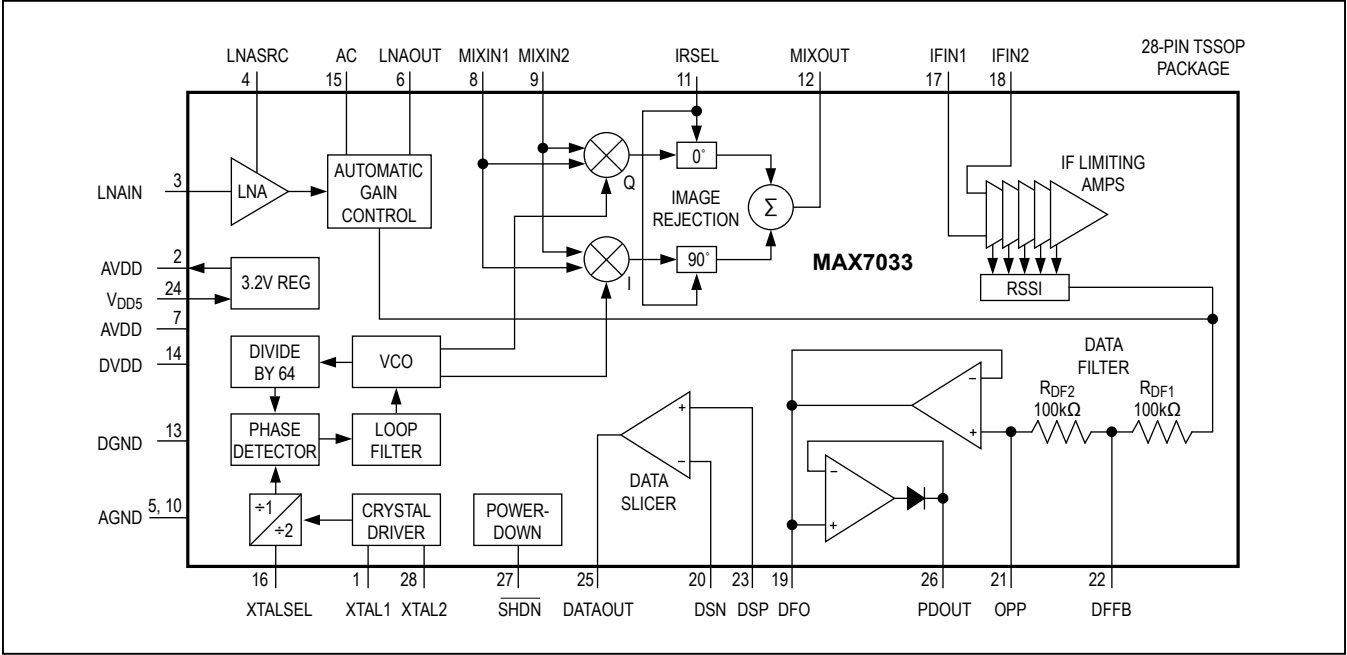 LNASRC AC LNAOUT MIXIN1 MIXIN2 IRSEL MIXOUT IFIN1 IFIN2
28-PIN TSSOP
PACKAGE
4 15 6 8 9 11 12 17 18
LNAIN 3
LNA
AUTOMATIC
GAIN
CONTROL
Q
0˚
IMAGE
REJECTION
Σ
I
90˚
IF LIMITING
AMPS
RSSI
MAX7033
AVDD 2
3.2V REG
VDD5 24
AVDD 7
DVDD 14
DIVIDE
BY 64
VCO
DGND 13
PHASE
DETECTOR
LOOP
FILTER
AGND 5, 10
÷1
÷2
CRYSTAL
DRIVER
POWER-
DOWN
+
−
DATA
SLICER
−
+
−
+
DATA
FILTER
RDF2
100kΩ
RDF1
100kΩ
16 1 28 27 25 20 23 19 26 21 22
XTALSEL XTAL1 XTAL2 SHDN DATAOUT DSN DSP DFO PDOUT OPP DFFB